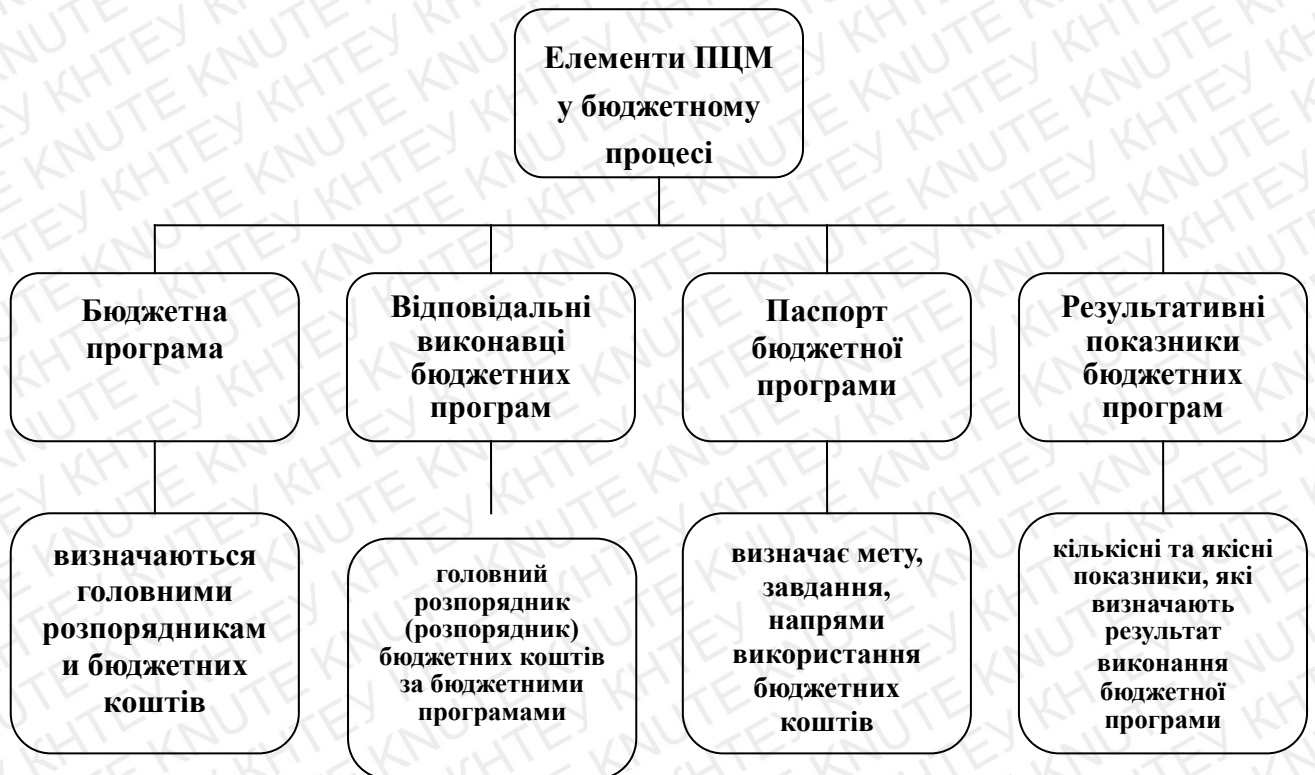 Елементи ПЦМ
у бюджетному
процесі
Бюджетна
програма
Відповідальні
виконавці
бюджетних
програм
Паспорт
бюджетної
програми
Результативні
показники
бюджетних
програм
визначаються
головними
розпорядникам
и бюджетних
коштів
головний
розпорядник
(розпорядник)
бюджетних коштів
за бюджетними
програмами
визначає мету,
завдання,
напрями
використання
бюджетних
коштів
кількісні та якісні
показники, які
визначають
результат
виконання
бюджетної
програми